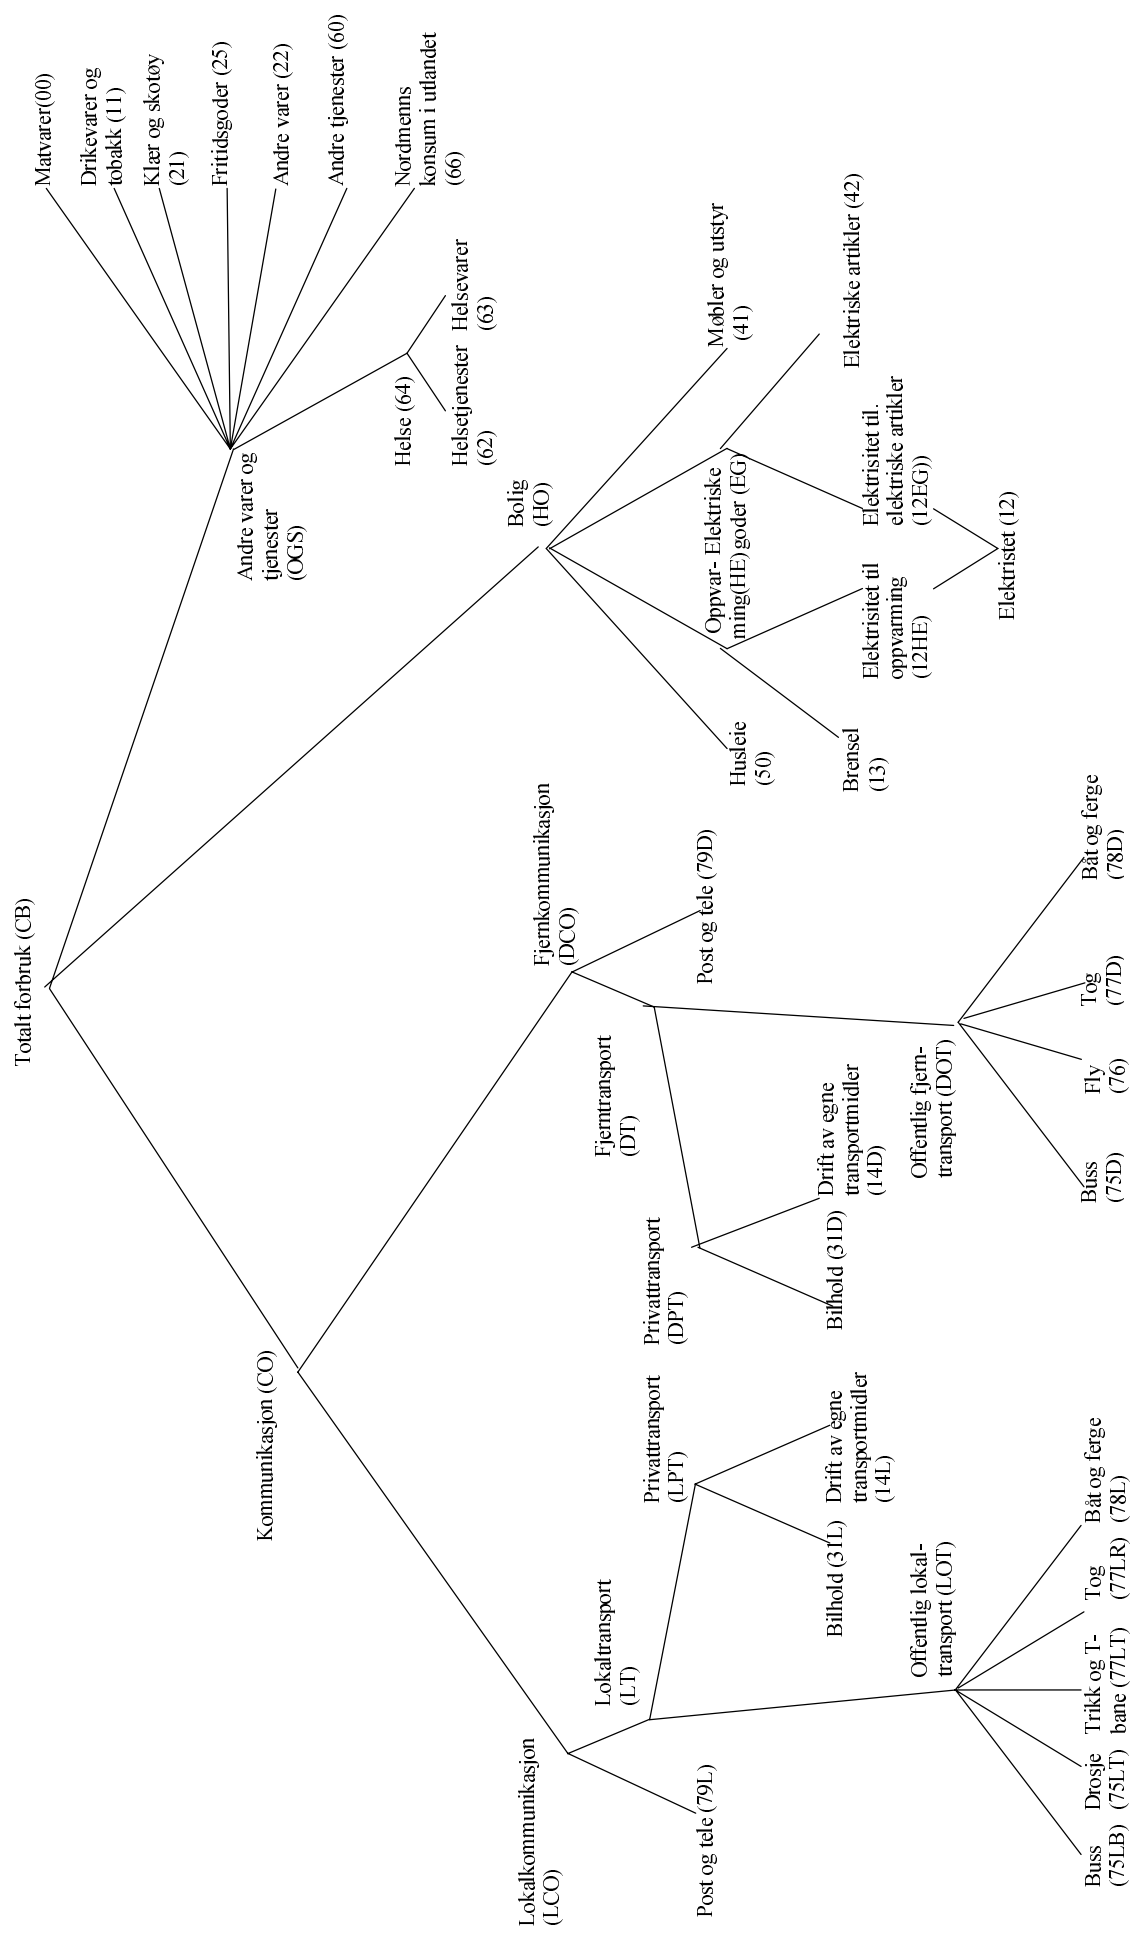 Totalt forbruk (CB)
Kommunikasjon (CO)
Andre varer og
tjenester
(OGS)
Matvarer(00)
Drikevarer og
tobakk (11)
Klær og skotøy
(21)
Fritidsgoder (25)
Andre varer (22)
Andre tjenester (60)
Nordmenns
konsum i utlandet
(66)
Helse (64)
Helsetjenester
(62)
Helsevarer
(63)
Bolig
(HO)
Husleie
(50)
Oppvar-
ming(HE)
Elektriske
goder (EG)
Møbler og utstyr
(41)
Brensel
(13)
Elektrisitet til
oppvarming
(12HE)
Elektrisitet til.
elektriske artikler
(12EG))
Elektriske artikler (42)
Elektristet (12)
Lokalkommunikasjon
(LCO)
Fjernkommunikasjon
(DCO)
Lokaltransport
(LT)
Post og tele (79L)
Privattransport
(LPT)
Bilhold (31L)
Drift av egne
transportmidler
(14L)
Offentlig lokal-
transport (LOT)
Buss
(75LB)
Drosje
(75LT)
Trikk og T-
bane (77LT)
Tog
(77LR)
Båt og ferge
(78L)
Fjerntransport
(DT)
Post og tele (79D)
Privattransport
(DPT)
Bilhold (31D)
Drift av egne
transportmidler
(14D)
Offentlig fjern-
transport (DOT)
Buss
(75D)
Fly
(76)
Tog
(77D)
Båt og ferge
(78D)